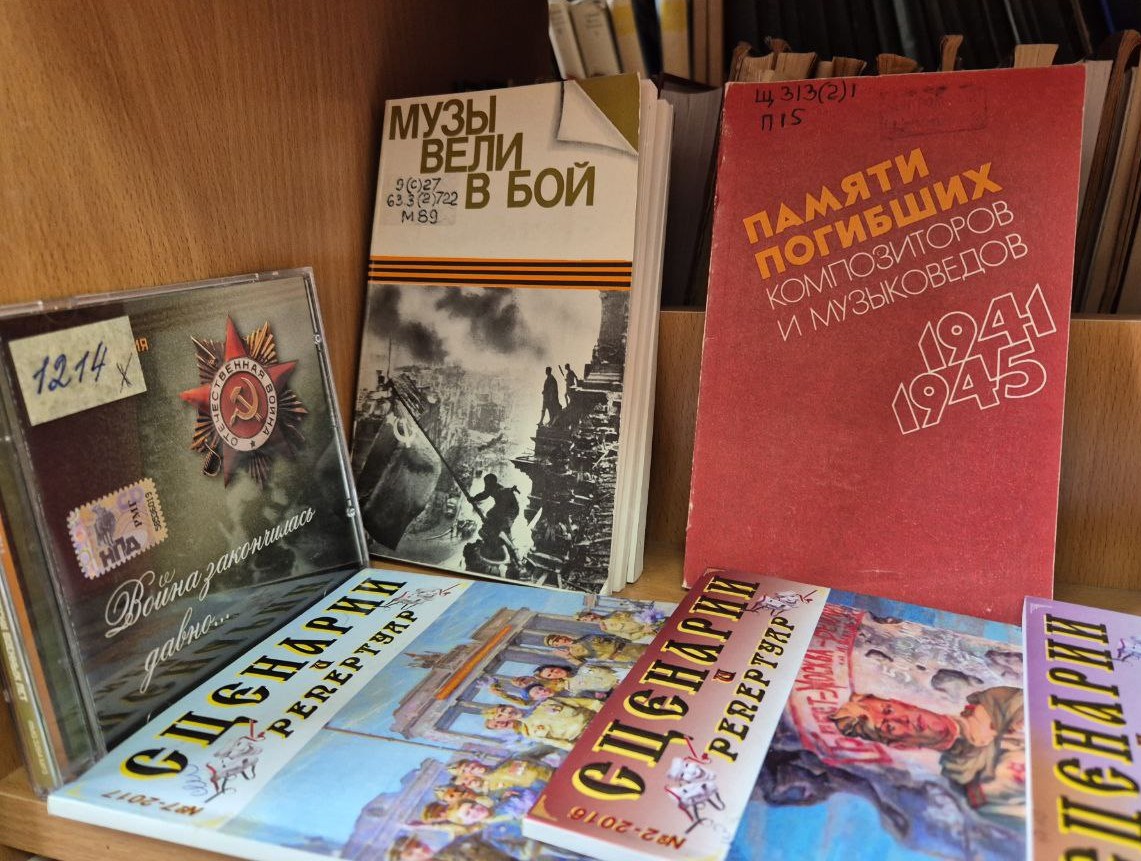 МУЗЫ
ВЕЛИ
В БОЙ
9(с)27
63.3(2)722
М89
Щ313(2)1
П15
ПАМЯТИ
ПОГИБШИХ
КОМПОЗИТОРОВ
И МУЗЫКОВЕДОВ
1941
1945
1214
ОТЕЧЕСТВЕННАЯ ВОЙНА
РМГ
Война закончилась
давно...
СЦЕНАРИИ
И
РЕПЕРТУАР
№7-2017
СЦЕНАРИИ
И
РЕПЕРТУАР
№2-2016
СЦЕНАРИИ